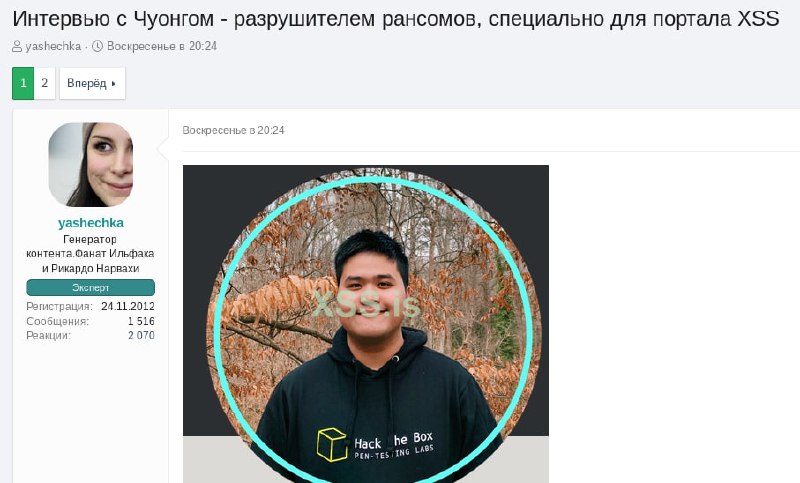 Интервью с Чуонгом - разрушителем рансомов, специально для портала XSS
yashechka · Воскресенье в 20:24
1 2 Вперёд
Воскресенье в 20:24
yashechka
Генератор
контента.Фанат Ильфака
и Рикардо Нарвахи
Эксперт
Регистрация: 24.11.2012
Сообщения: 1 516
Реакции: 2 070
XSS.is
Hack The Box
PEN-TESTING LABS